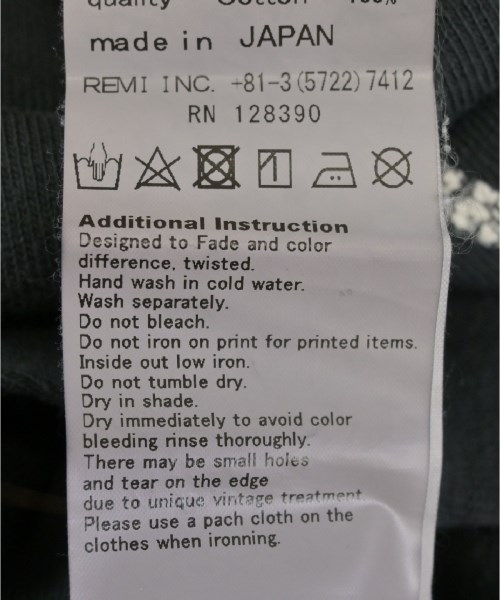 quality Cotton 100%
made in JAPAN
REMI INC. +81-3(5722)7412
RN 128390
Additional Instruction
Designed to Fade and color
difference, twisted.
Hand wash in cold water.
Wash separately.
Do not bleach.
Do not iron on print for printed items.
Inside out low iron.
Do not tumble dry.
Dry in shade.
Dry immediately to avoid color
bleeding rinse thoroughly.
There may be small holes
and tear on the edge
due to unique vintage treatment
Please use a pach cloth on the
clothes when ironning.